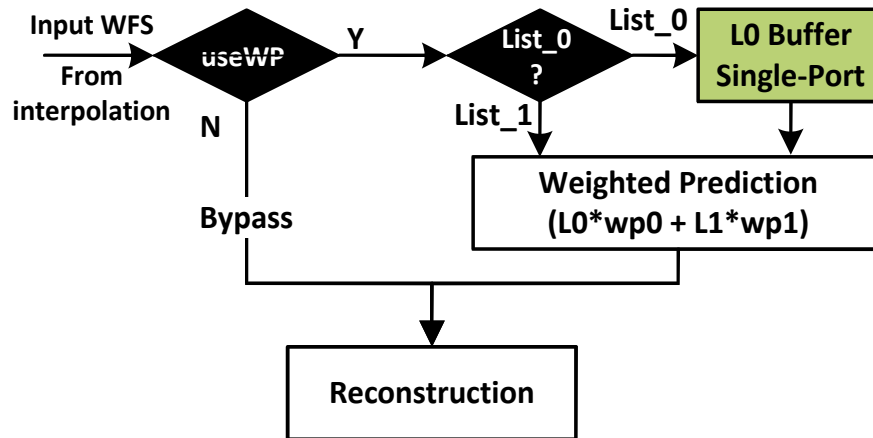 Input WFS
From
interpolation
useWP
Y
N
Bypass
List_0
?
List_0
List_1
L0 Buffer
Single-Port
Weighted Prediction
(L0*wp0 + L1*wp1)
Reconstruction